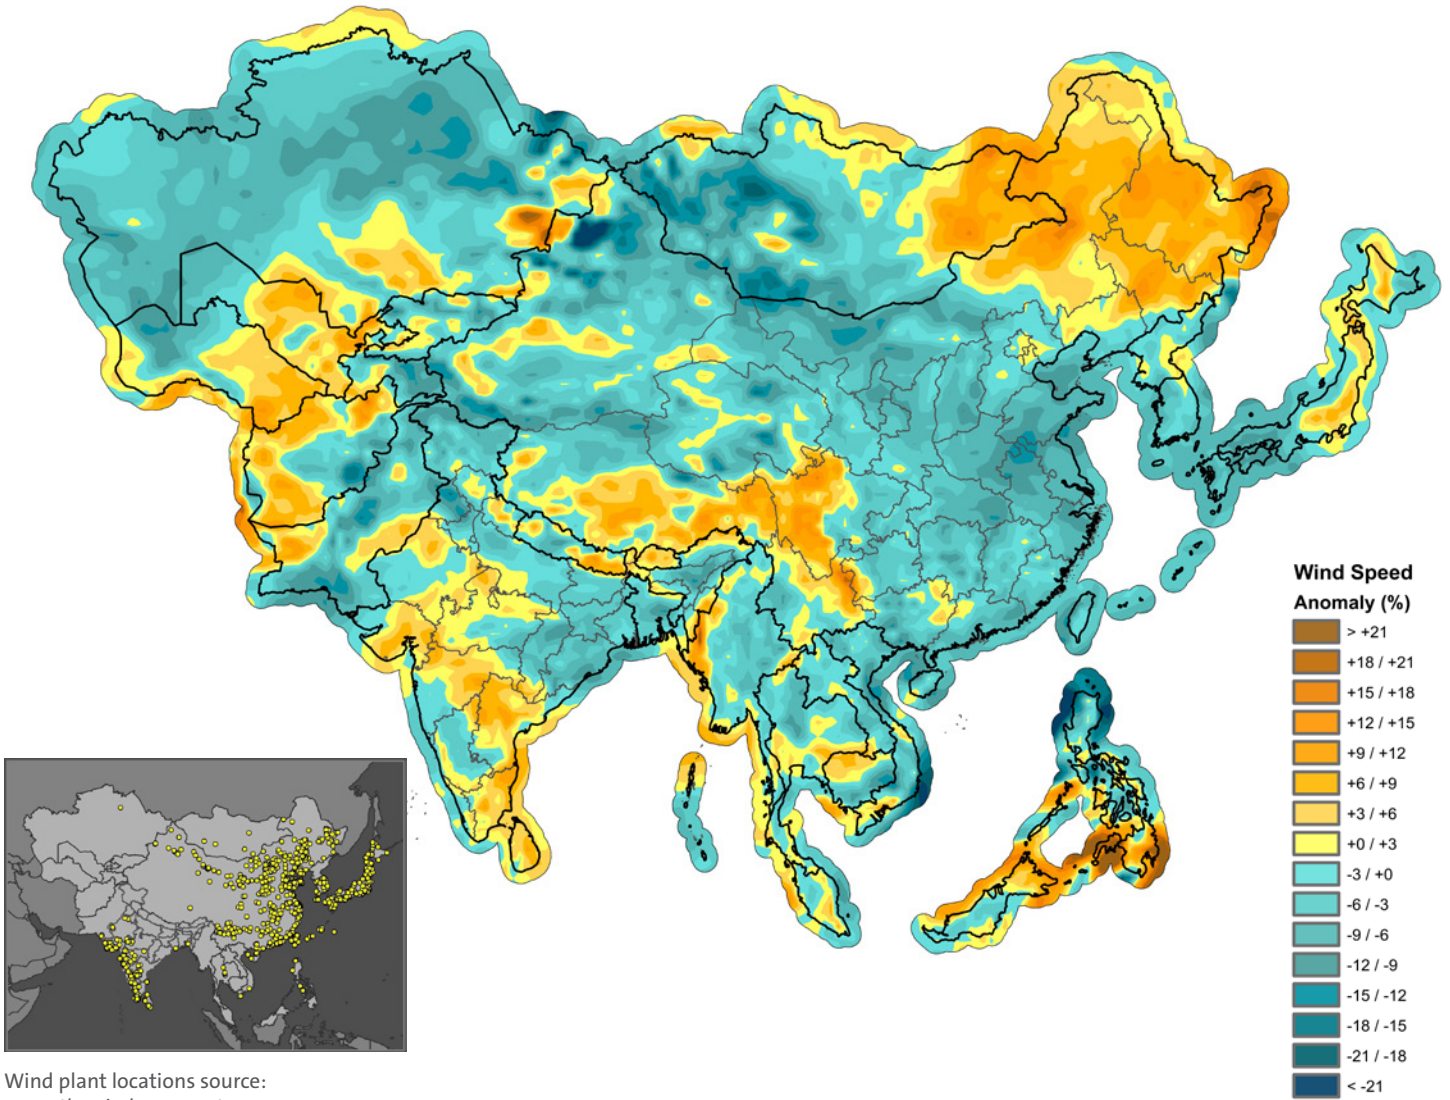 Wind Speed
Anomaly (%)
> +21
+18 / +21
+15 / +18
+12 / +15
+9 / +12
+6 / +9
+3 / +6
+0 / +3
-3 / +0
-6 / -3
-9 / -6
-12 / -9
-15 / -12
-18 / -15
-21 / -18
< -21
Wind plant locations source: